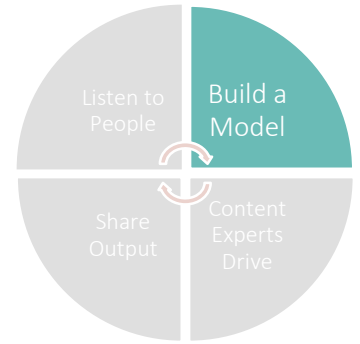 Listen to
People
Build a
Model
Share
Output
Content
Experts
Drive